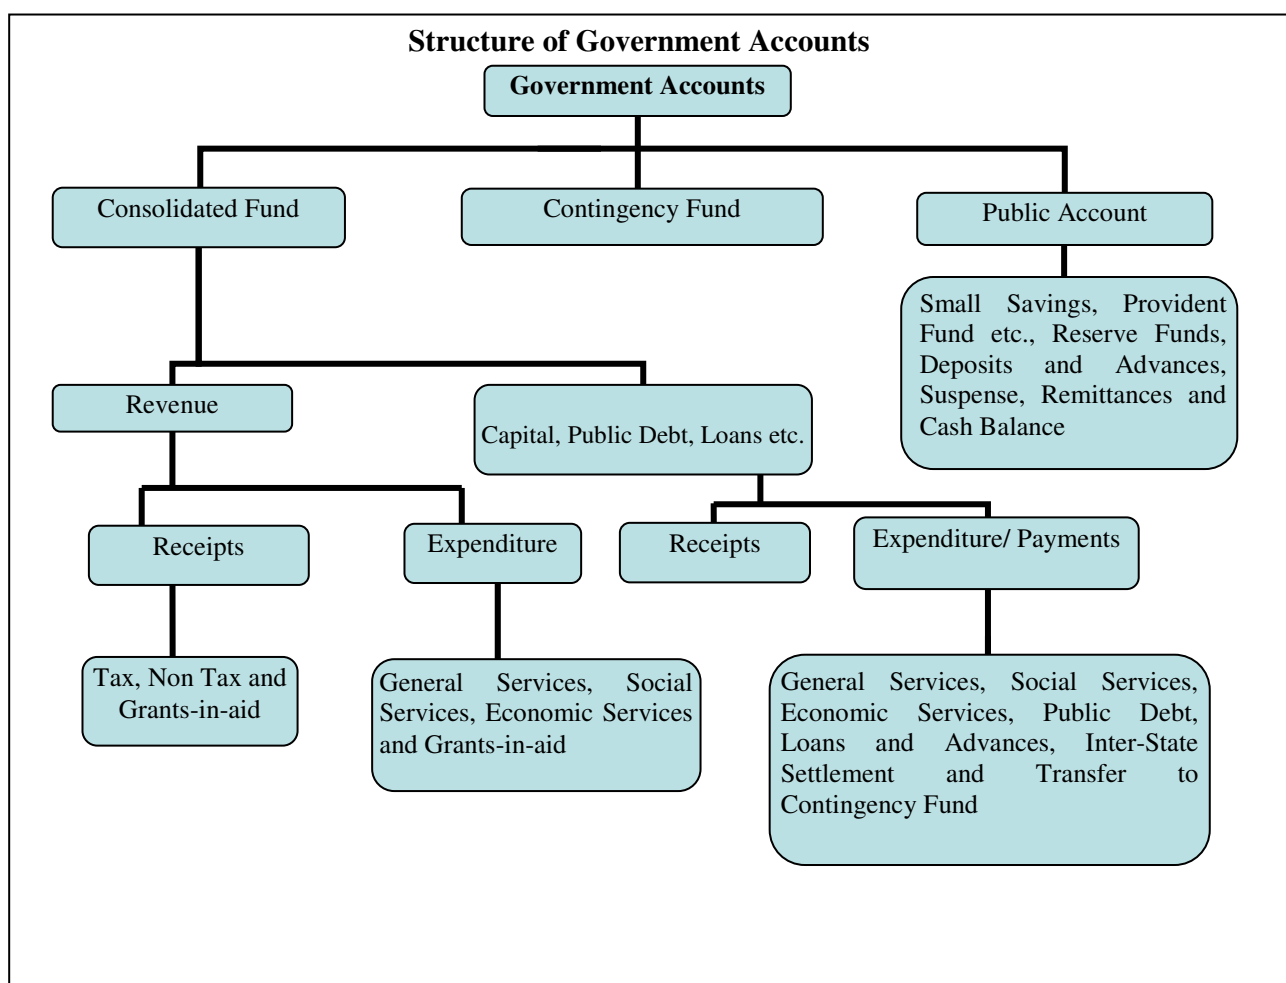 Structure of Government Accounts
Government Accounts
Consolidated Fund
Contingency Fund
Public Account
Small Savings, Provident
Fund etc., Reserve Funds,
Deposits and Advances,
Suspense, Remittances and
Cash Balance
Revenue
Capital, Public Debt, Loans etc.
Receipts
Expenditure
Receipts
Expenditure/ Payments
Tax, Non Tax and
Grants-in-aid
General Services, Social
Services, Economic Services
and Grants-in-aid
General Services, Social Services,
Economic Services, Public Debt,
Loans and Advances, Inter-State
Settlement and Transfer to
Contingency Fund